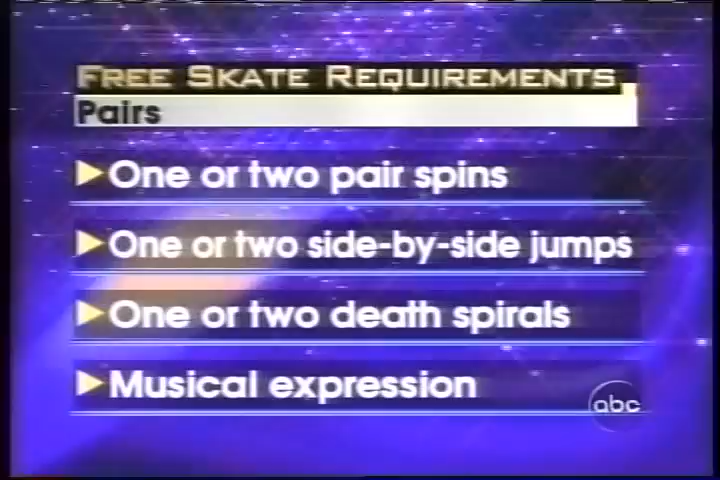 FREE SKATE REQUIREMENTS
Pairs
One or two pair spins
One or two side-by-side jumps
One or two death spirals
Musical expression
abc